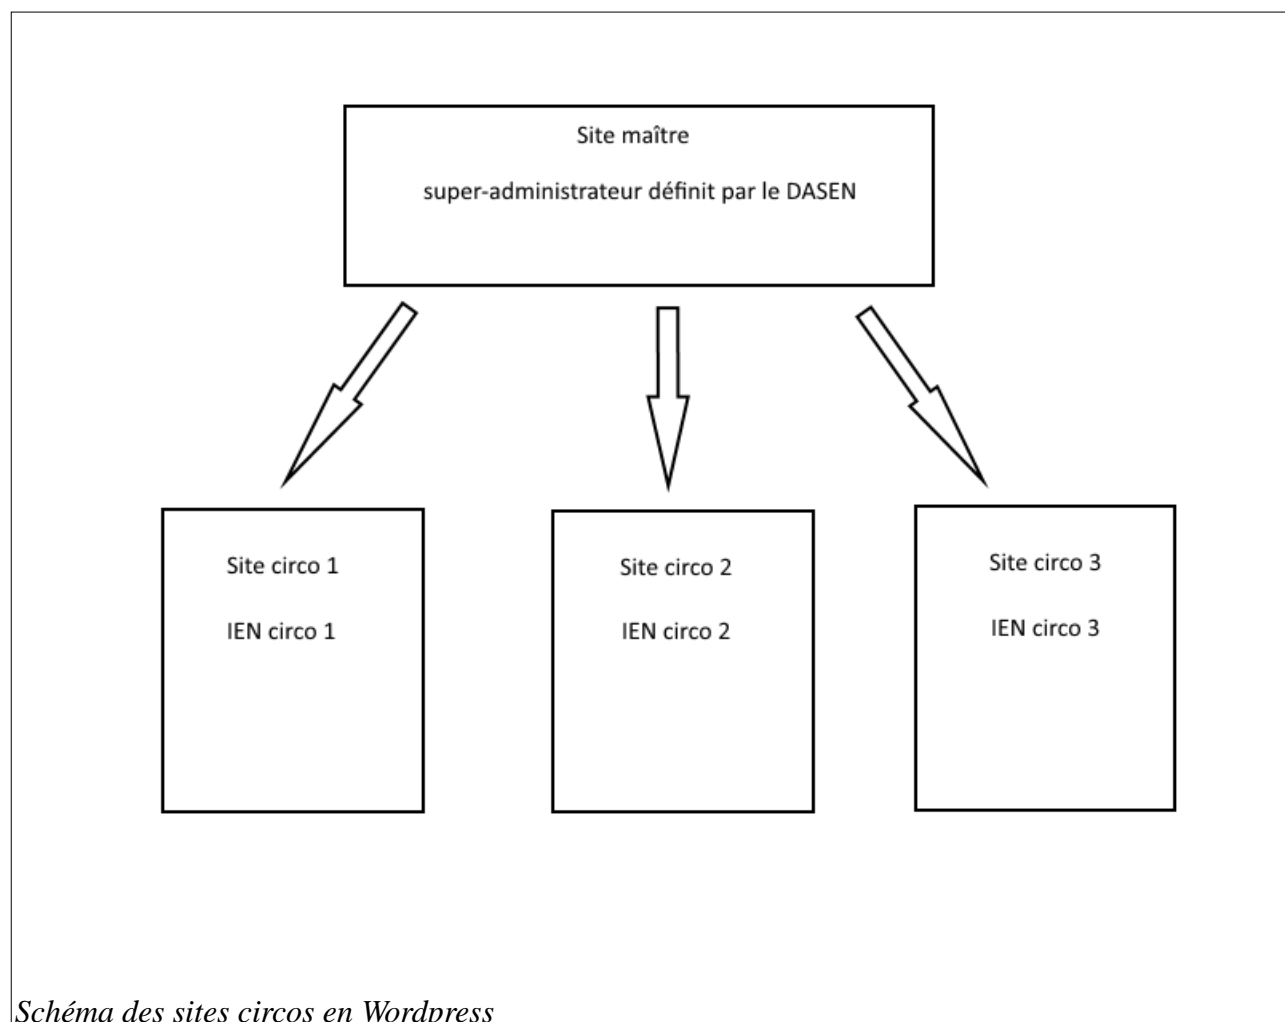 Site maître
super-administrateur définit par le DASEN
Site circo 1
IEN circo 1
Site circo 2
IEN circo 2
Site circo 3
IEN circo 3
Schéma des sites circos en Wordpress